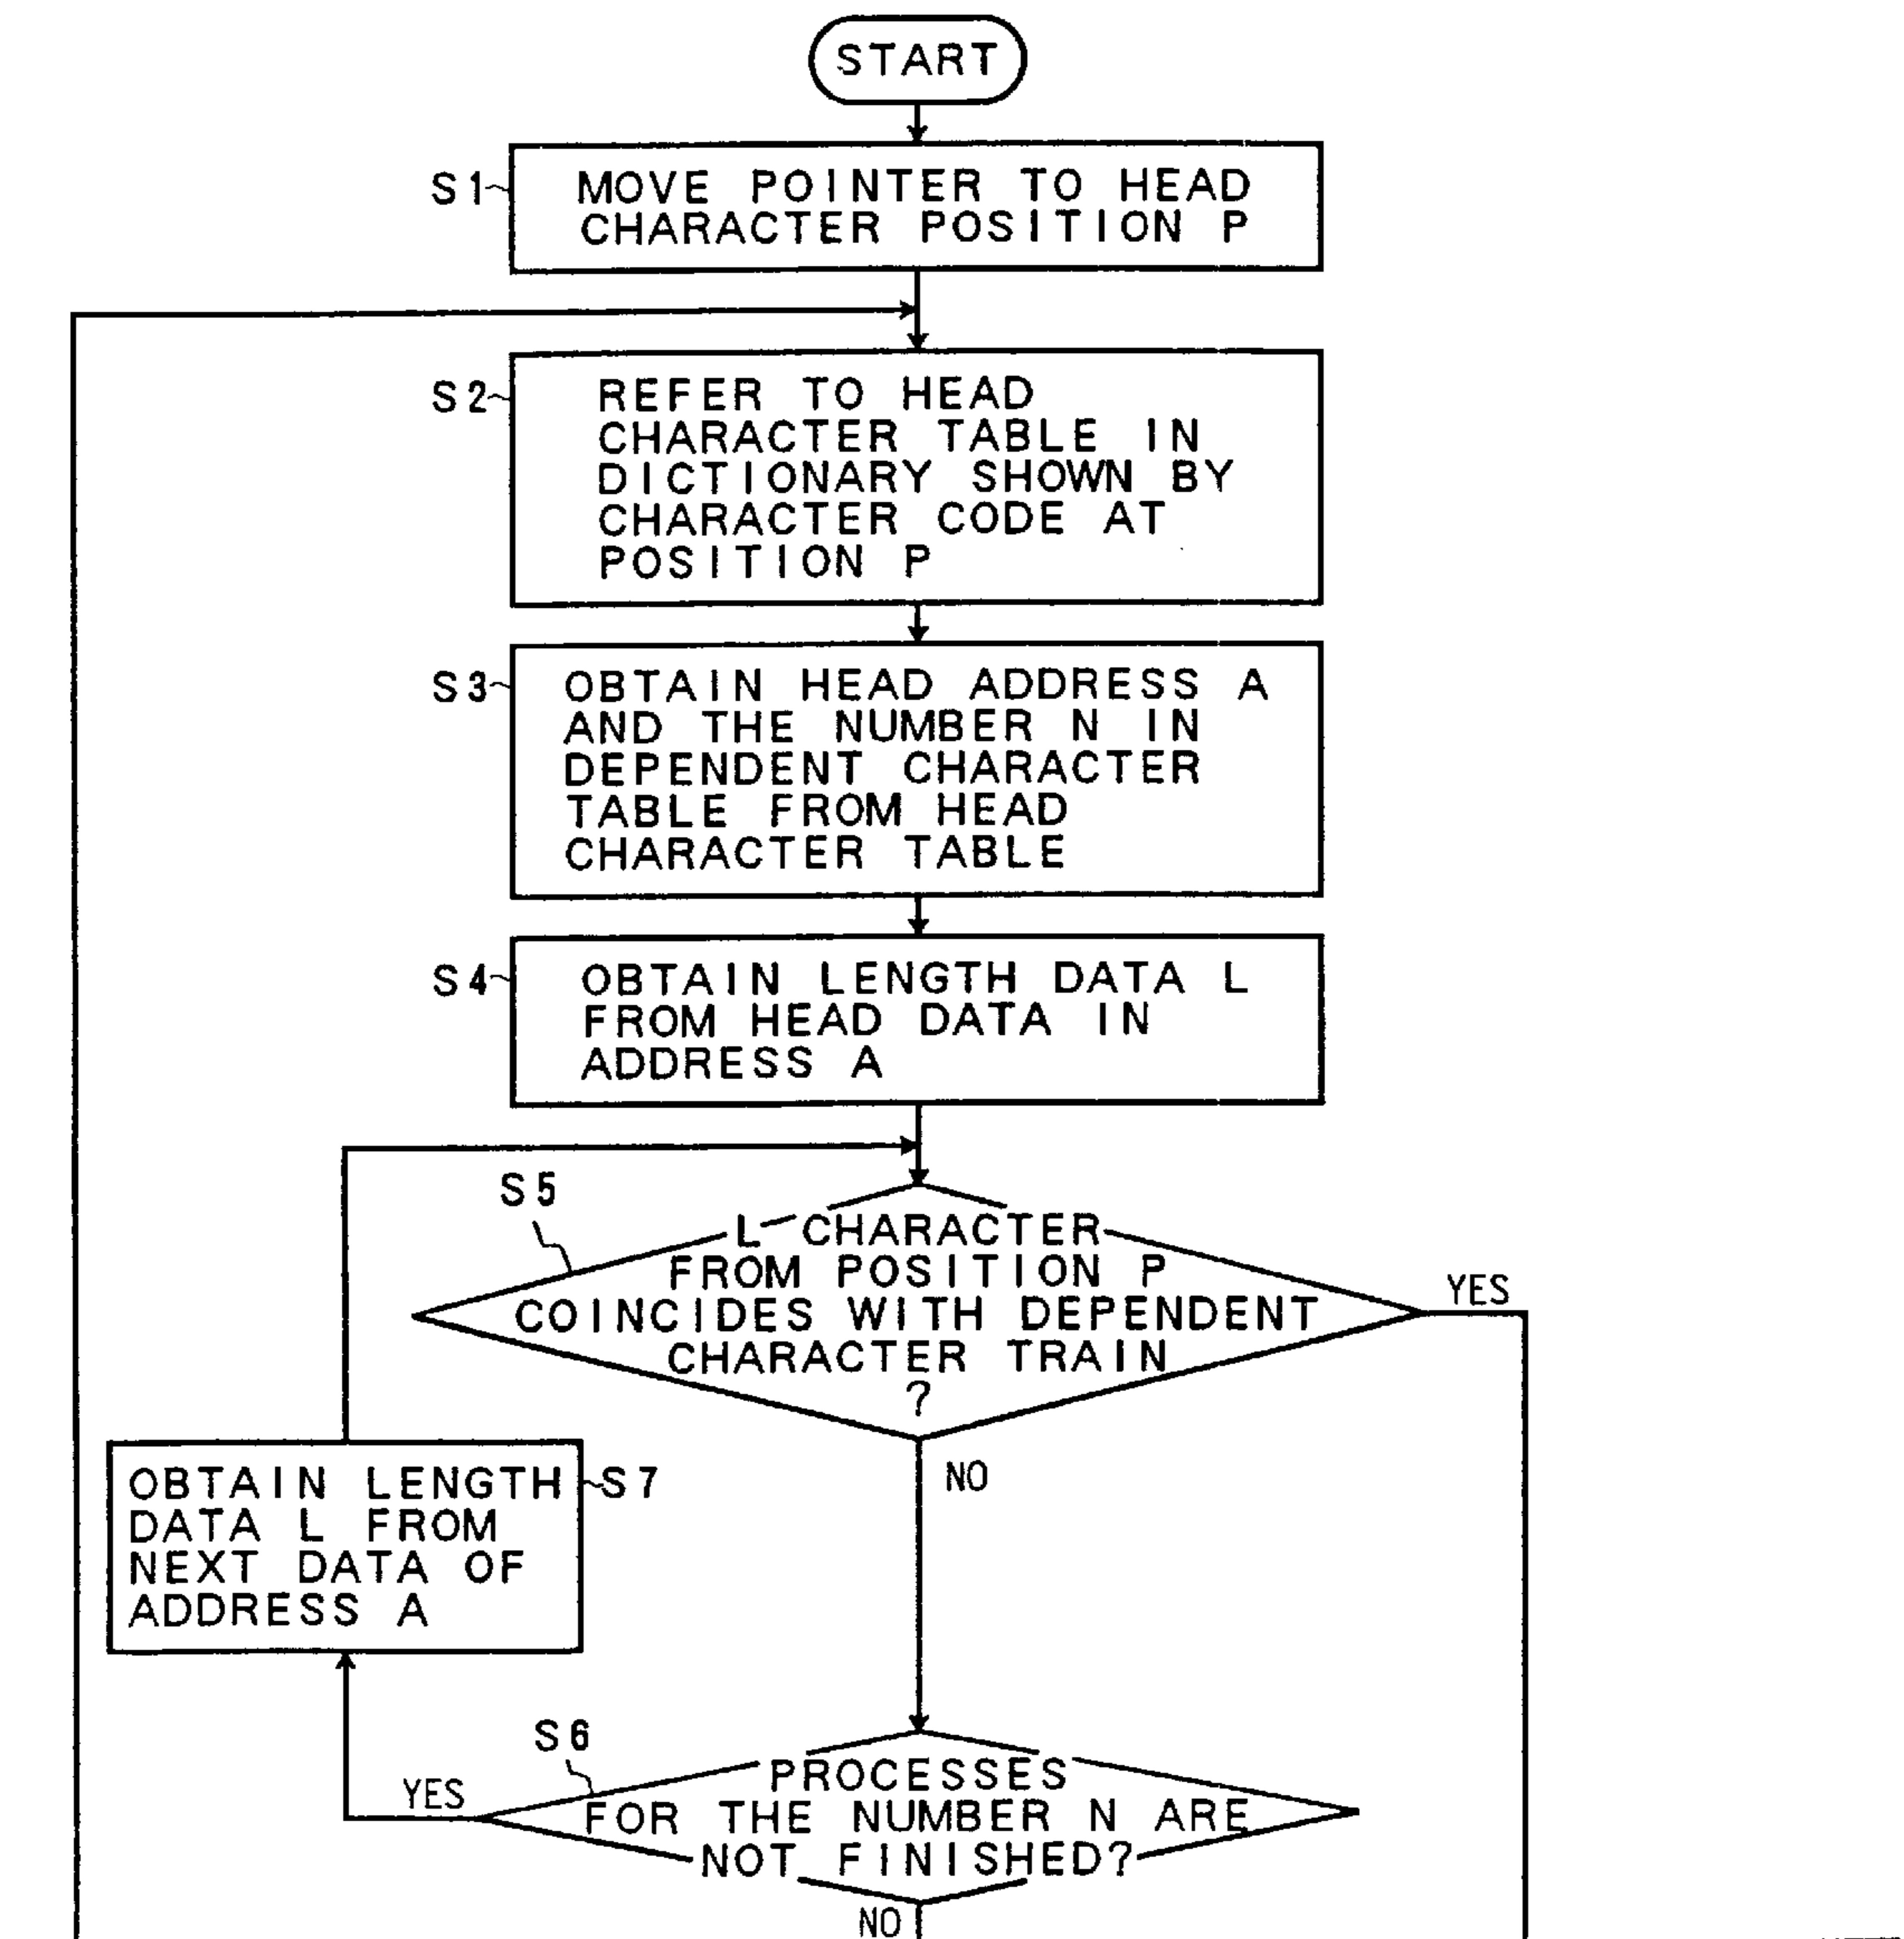 START
S1
MOVE POINTER TO HEAD
CHARACTER POSITION P
S2
REFER TO HEAD
CHARACTER TABLE IN
DICTIONARY SHOWN BY
CHARACTER CODE AT
POSITION P
S3
OBTAIN HEAD ADDRESS A
AND THE NUMBER N IN
DEPENDENT CHARACTER
TABLE FROM HEAD
CHARACTER TABLE
S4
OBTAIN LENGTH DATA L
FROM HEAD DATA IN
ADDRESS A
S5
L CHARACTER
FROM POSITION P
COINCIDES WITH DEPENDENT
CHARACTER TRAIN
?
YES
NO
OBTAIN LENGTH
DATA L FROM
NEXT DATA OF
ADDRESS A
S7
S6
PROCESSES
FOR THE NUMBER N ARE
NOT FINISHED?
YES
NO